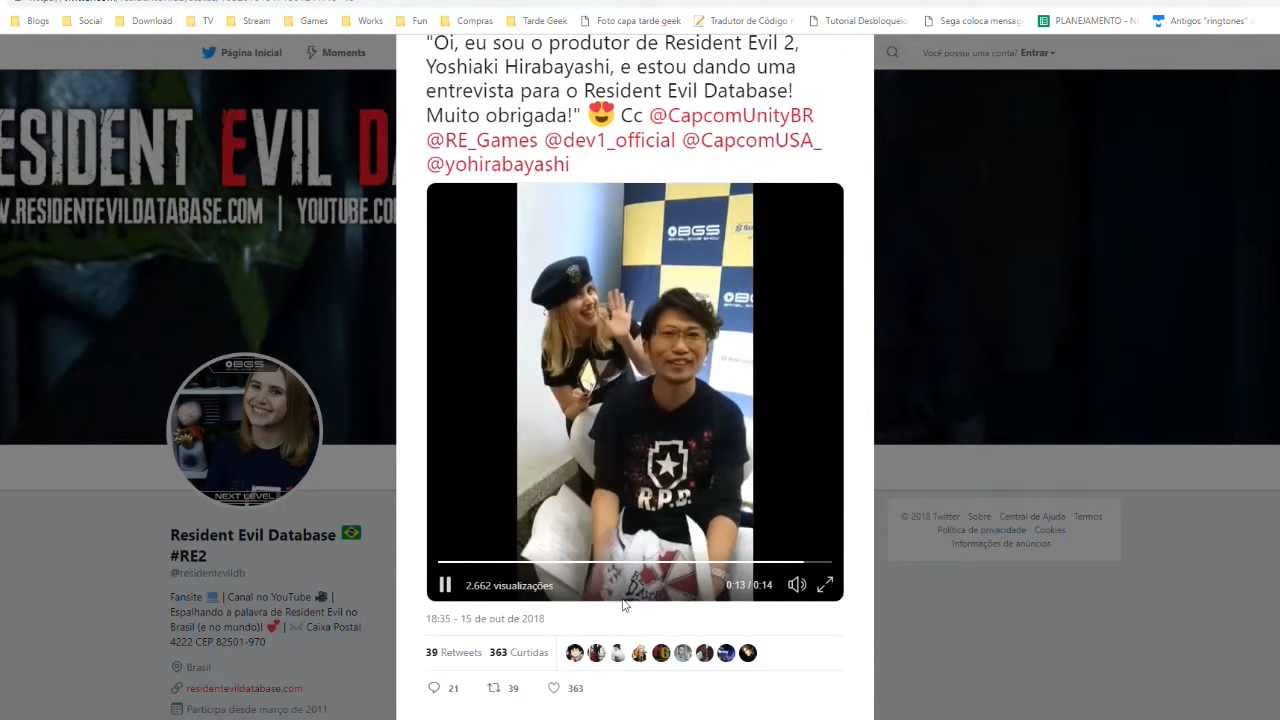 Blogs Social Download TV Stream Games Works Fun Compras Tarde Geek Foto capa tarde geek Tradutor de Código Tutorial Desbloqueio Sega coloca mensag PLANEJAMENTO - Antigos "ringtones"
Página Inicial Moments
Você possui uma conta? Entrar
"Oi, eu sou o produtor de Resident Evil 2,
Yoshiaki Hirabayashi, e estou dando uma
entrevista para o Resident Evil Database!
Muito obrigada!" 😍 Cc @CapcomUnityBR
@RE_Games @dev1_official @CapcomUSA_
@yohirabayashi
RESIDENT EVIL D
W.RESIDENTEVILDATABASE.COM | YOUTUBE.CO
BGS
BGS
R.P.D.
2.662 visualizações 0:13 / 0:14
18:35 - 15 de out de 2018
39 Retweets 363 Curtidas
21 39 363
BGS
NEXT LEVEL
Resident Evil Database 🇧🇷
#RE2
@residentevildb
Fansite 💻 | Canal no YouTube 🎥 |
Espalhando a palavra de Resident Evil no
Brasil (e no mundo)! 💕 | ✉ Caixa Postal
4222 CEP 82501-970
Brasil
residentevildatabase.com
Participa desde março de 2011
© 2018 Twitter Sobre Central de Ajuda Termos
Política de privacidade Cookies
Informações de anúncios